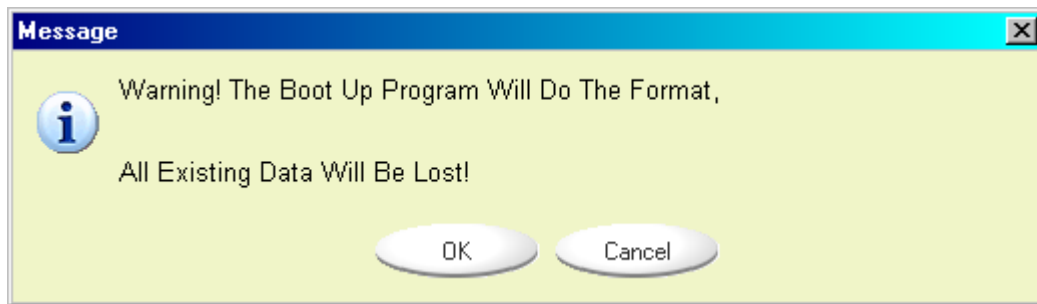 Message
Warning! The Boot Up Program Will Do The Format,
All Existing Data Will Be Lost!
OK
Cancel